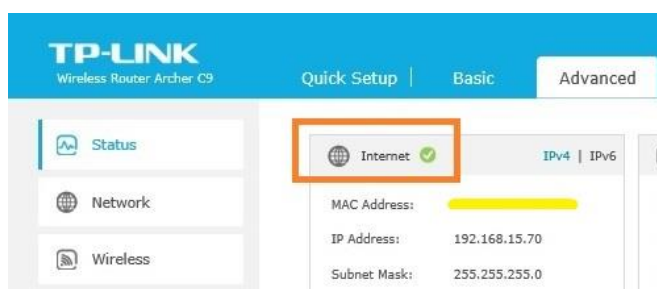 TP-LINK
Wireless Router Archer C9
Quick Setup | Basic Advanced
Status
Network
Wireless
Internet IPv4 | IPv6
MAC Address:
IP Address: 192.168.15.70
Subnet Mask: 255.255.255.0